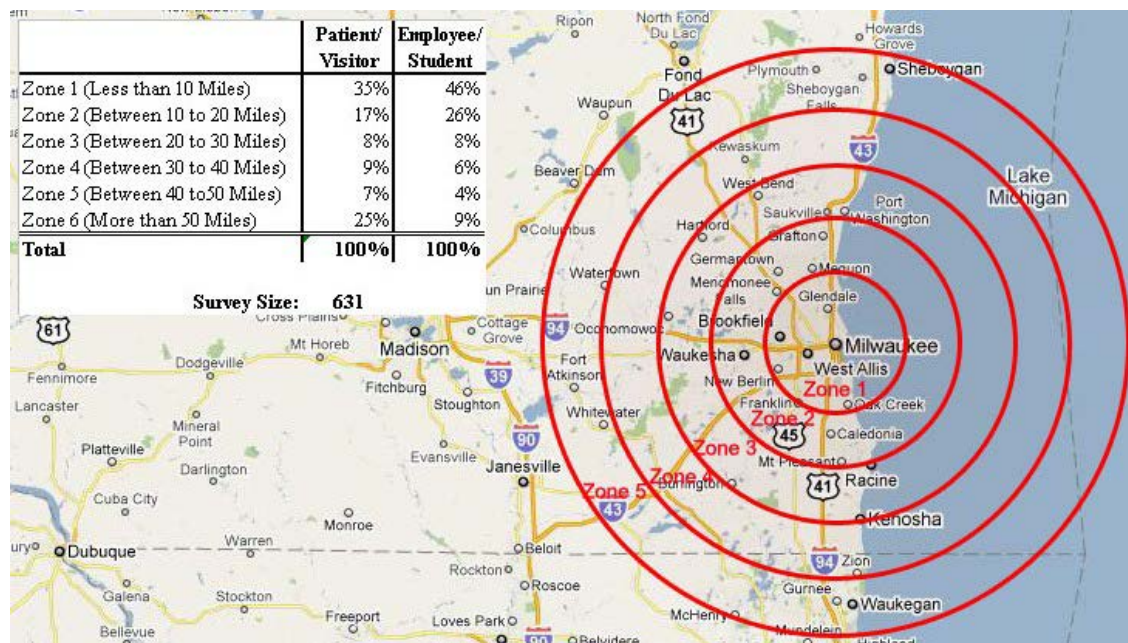 Patient/ Employee/
Visitor Student
Zone 1 (Less than 10 Miles) 35% 46%
Zone 2 (Between 10 to 20 Miles) 17% 26%
Zone 3 (Between 20 to 30 Miles) 8% 8%
Zone 4 (Between 30 to 40 Miles) 9% 6%
Zone 5 (Between 40 to50 Miles) 7% 4%
Zone 6 (More than 50 Miles) 25% 9%
Total 100% 100%
Survey Size: 631
Ripon
North Fond
Du Lac
Howards
Grove
Fond
Du Lac
Plymouth
Sheboygan
Sheboygan
Falls
Waupun
41
43
Kewaskum
Beaver Dam
Lake
Michigan
West Bend
Port
Washington
Saukville
Columbus
Hartford
Grafton
Germantown
Mequon
Watertown
Menomonee
Falls
Glendale
un Prairie
61
Cross Plains
Cottage
Grove
94
Oconomowoc
Brookfield
Milwaukee
Mt Horeb
Madison
Waukesha
West Allis
Dodgeville
Fennimore
39
Fort
Atkinson
New Berlin
Zone 1
Fitchburg
Stoughton
Franklin
Oak Creek
Lancaster
Whitewater
Zone 2
Mineral
Point
45
Caledonia
90
Platteville
Evansville
Zone 3
Mt Pleasant
Darlington
Janesville
Racine
Zone 4
Burlington
41
Zone 5
Cuba City
43
Monroe
Kenosha
Dubuque
Warren
Beloit
94
Zion
Rockton
Galena
Stockton
Roscoe
Gurnee
Waukegan
Freeport
Loves Park
McHenry
Mundelein
Bellevue
90
Belvidere
Highland